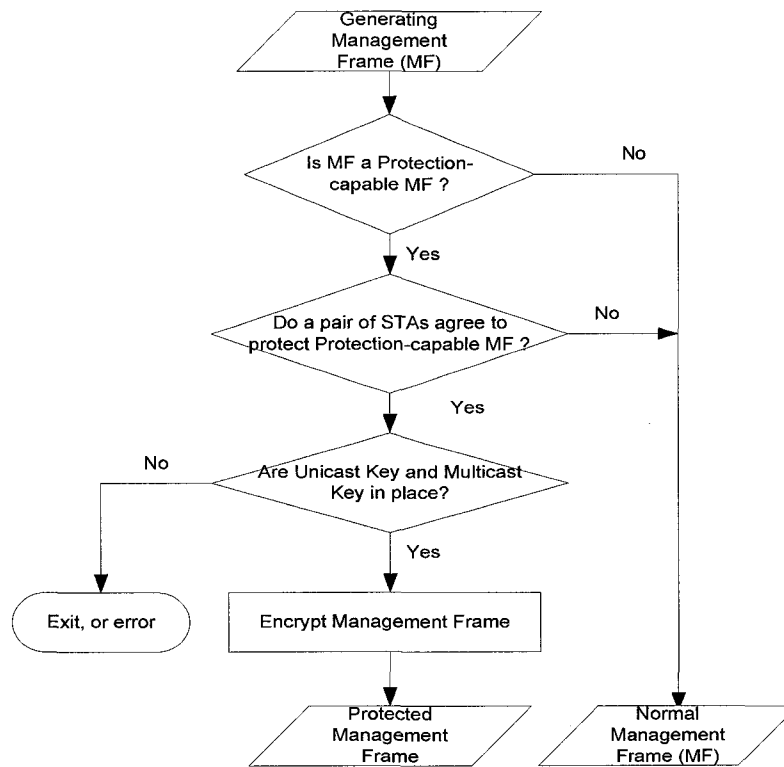 Generating
Management
Frame (MF)
Is MF a Protection-
capable MF ?
No
Yes
Do a pair of STAs agree to
protect Protection-capable MF ?
No
Yes
No
Are Unicast Key and Multicast
Key in place?
Yes
Exit, or error
Encrypt Management Frame
Protected
Management
Frame
Normal
Management
Frame (MF)